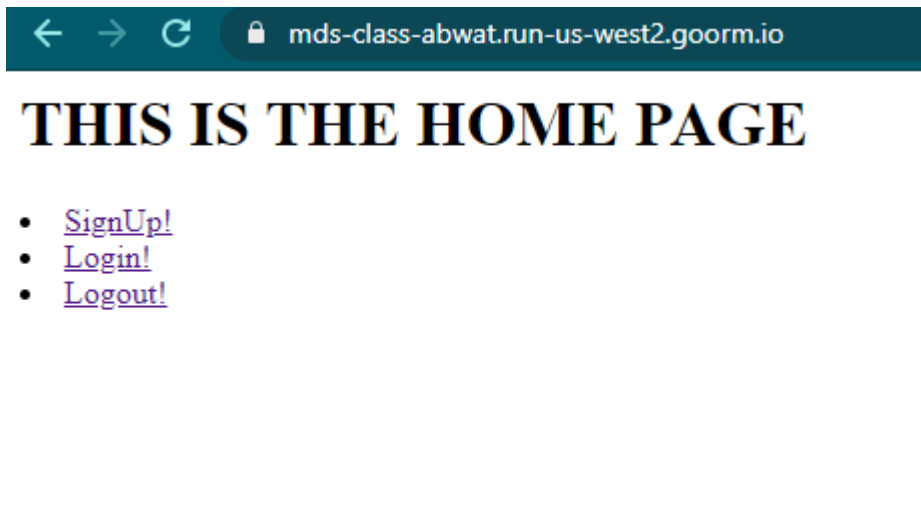 mds-class-abwat.run-us-west2.goorm.io
THIS IS THE HOME PAGE
SignUp!
Login!
Logout!